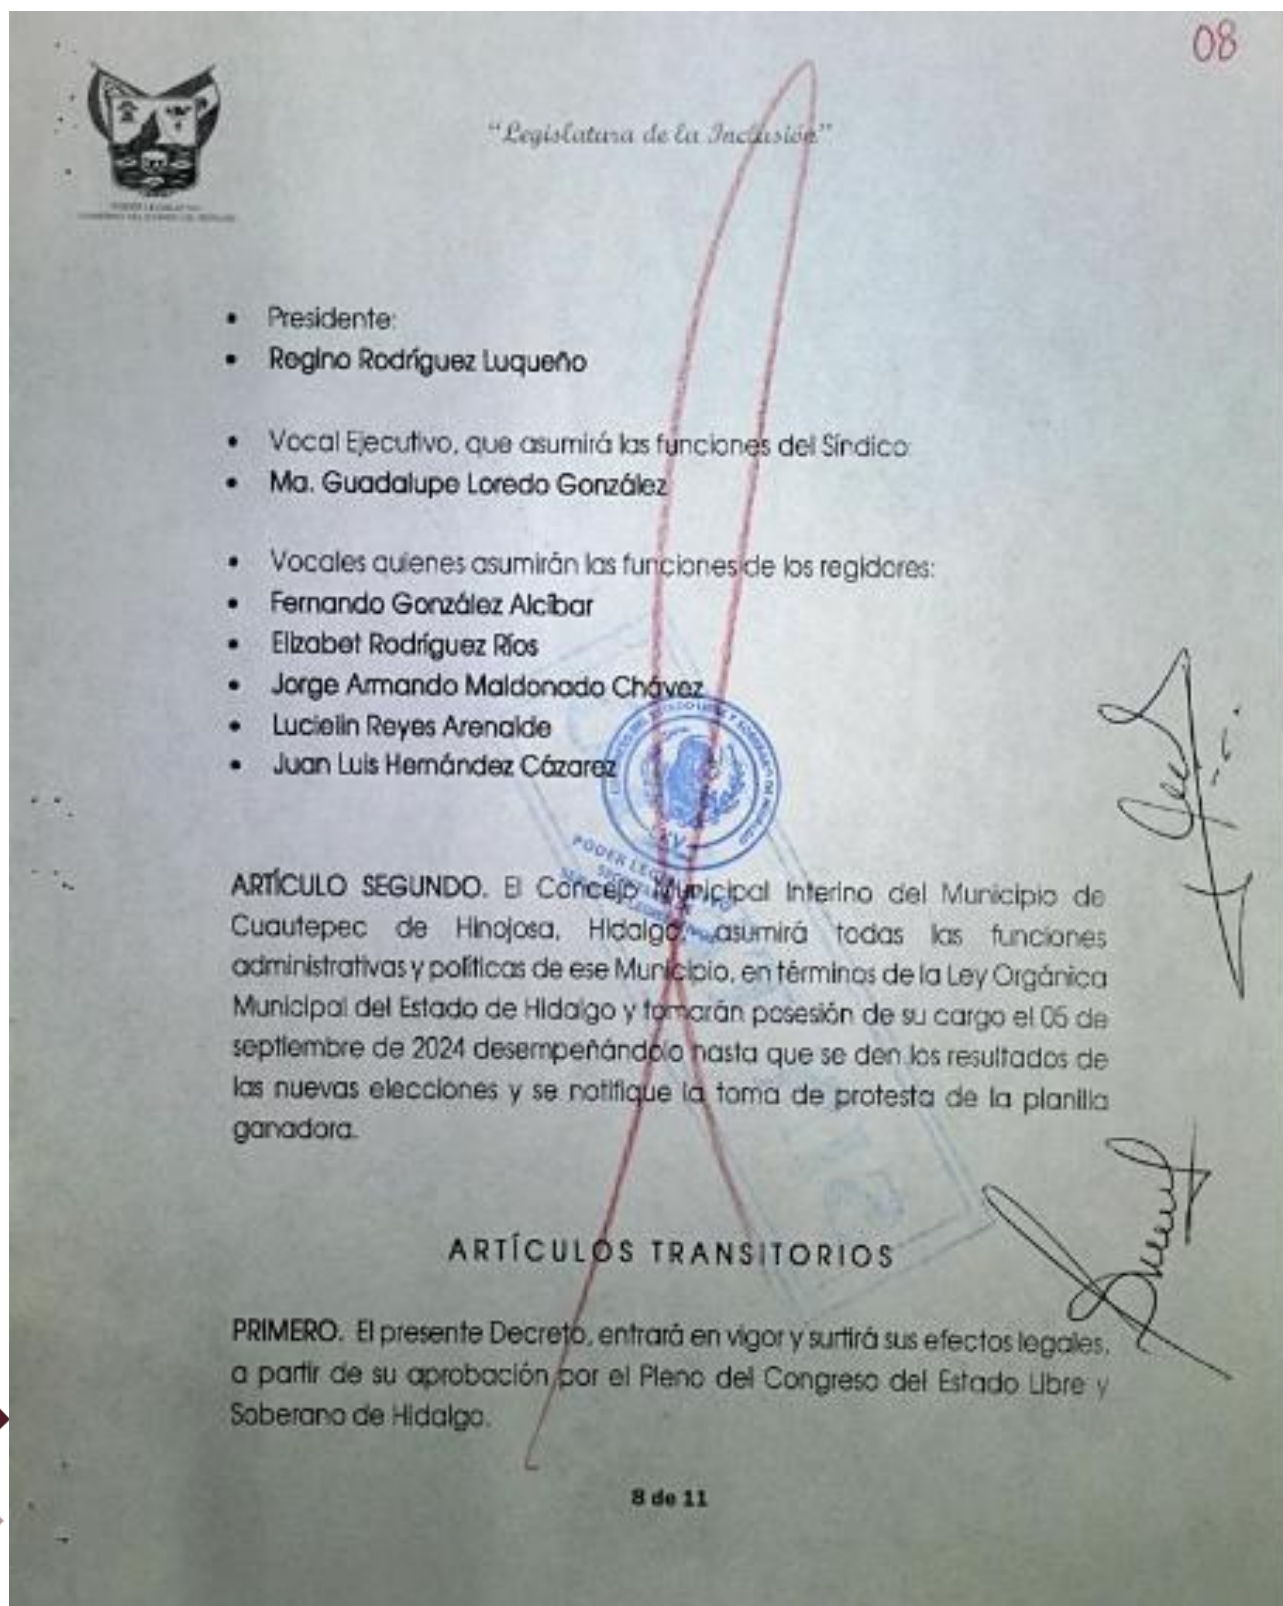 08
"Legislatura de la Inclusión"
PODER LEGISLATIVO
• Presidente:
• Regino Rodríguez Luqueño
• Vocal Ejecutivo, que asumirá las funciones del Síndico:
• Ma. Guadalupe Loredo González
• Vocales quienes asumirán las funciones de los regidores:
• Fernando González Alcíbar
• Elizabet Rodríguez Ríos
• Jorge Armando Maldonado Chávez
• Lucielin Reyes Arenalde
• Juan Luis Hernández Cázarez
ARTÍCULO SEGUNDO. El Concejo Municipal Interino del Municipio de
Cuautepec de Hinojosa, Hidalgo, asumirá todas las funciones
administrativas y políticas de ese Municipio, en términos de la Ley Orgánica
Municipal del Estado de Hidalgo y tomarán posesión de su cargo el 05 de
septiembre de 2024 desempeñándolo hasta que se den los resultados de
las nuevas elecciones y se notifique la toma de protesta de la planilla
ganadora.
ARTÍCULOS TRANSITORIOS
PRIMERO. El presente Decreto, entrará en vigor y surtirá sus efectos legales,
a partir de su aprobación por el Pleno del Congreso del Estado Libre y
Soberano de Hidalgo.
8 de 11